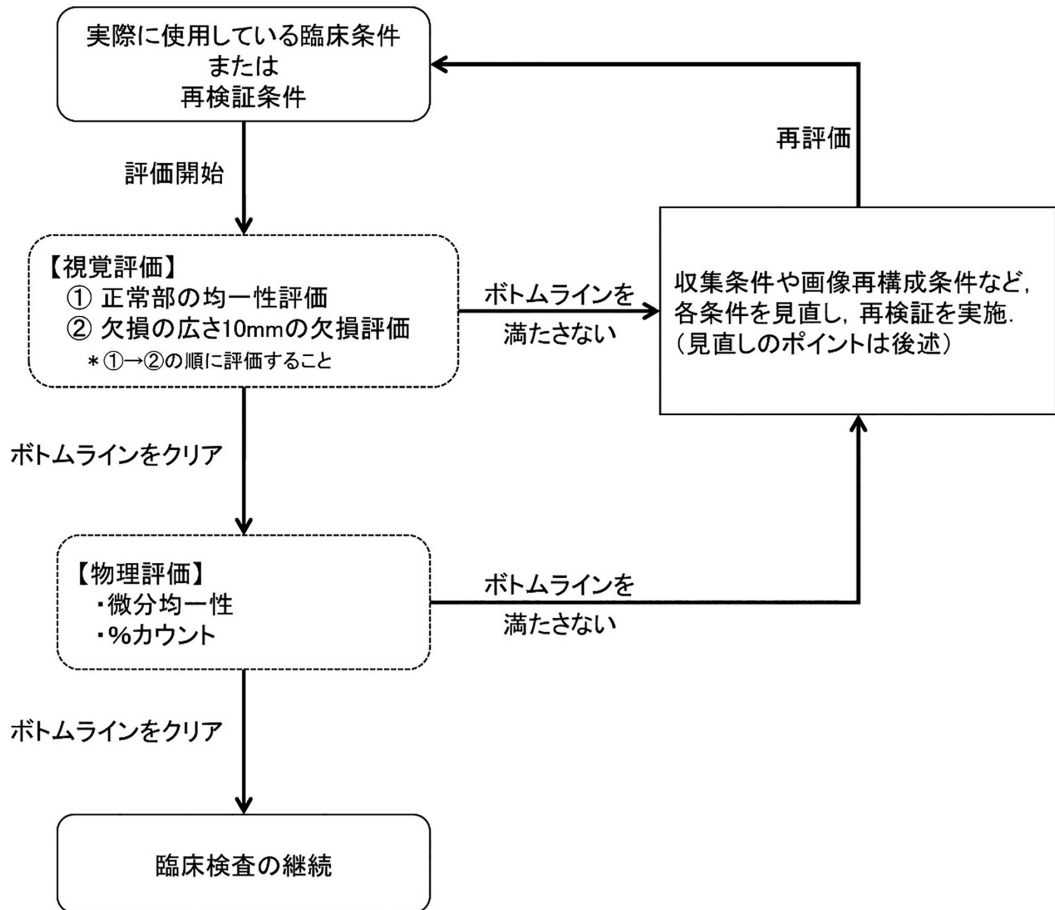 実際に使用している臨床条件
または
再検証条件
評価開始
再評価
【視覚評価】
① 正常部の均一性評価
② 欠損の広さ10mmの欠損評価
＊①→②の順に評価すること
ボトムラインを
満たさない
収集条件や画像再構成条件など，
各条件を見直し，再検証を実施．
（見直しのポイントは後述）
ボトムラインをクリア
【物理評価】
・微分均一性
・%カウント
ボトムラインを
満たさない
ボトムラインをクリア
臨床検査の継続